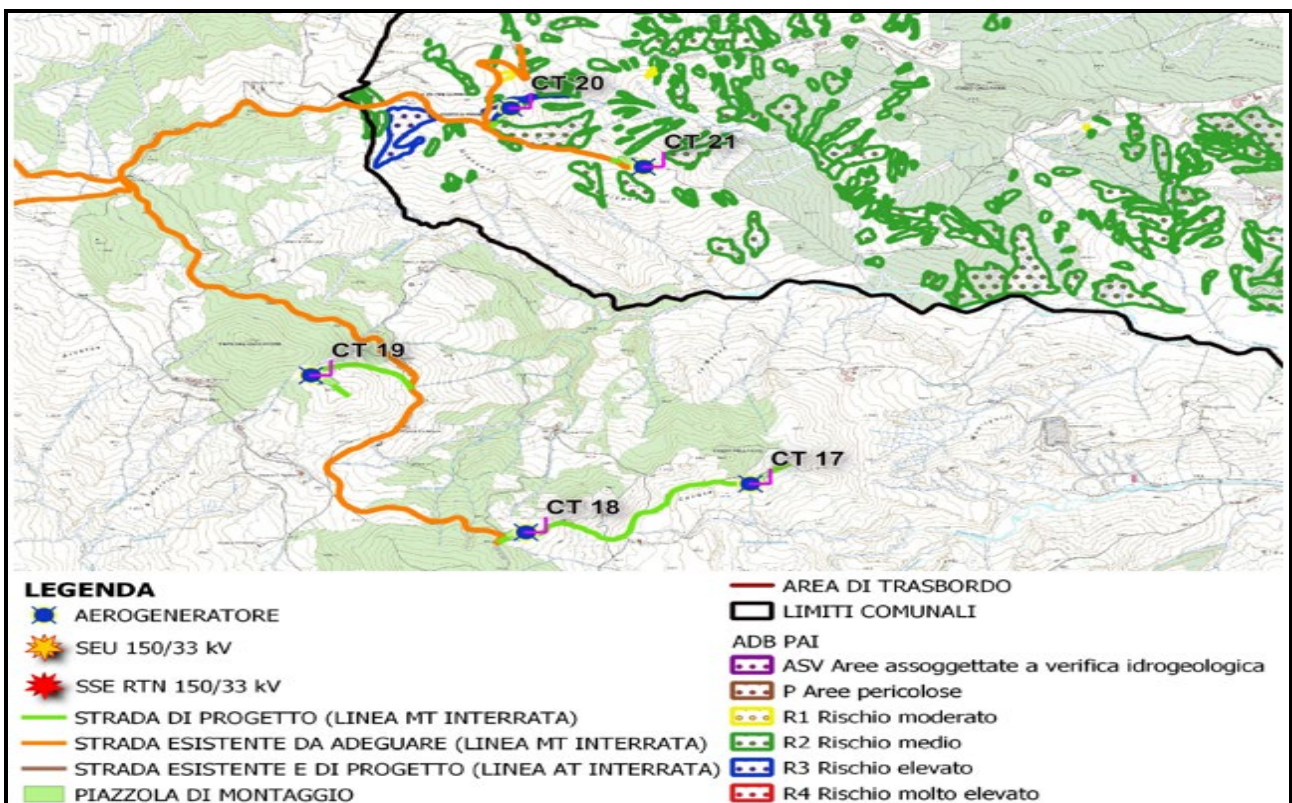 CT 20
CT 21
CT 19
CT 17
CT 18
LEGENDA
AEROGENERATORE
SEU 150/33 kV
SSE RTN 150/33 kV
STRADA DI PROGETTO (LINEA MT INTERRATA)
STRADA ESISTENTE DA ADEGUARE (LINEA MT INTERRATA)
STRADA ESISTENTE E DI PROGETTO (LINEA AT INTERRATA)
PIAZZOLA DI MONTAGGIO
AREA DI TRASBORDO
LIMITI COMUNALI
ADB PAI
ASV Aree assoggettate a verifica idrogeologica
P Aree pericolose
R1 Rischio moderato
R2 Rischio medio
R3 Rischio elevato
R4 Rischio molto elevato